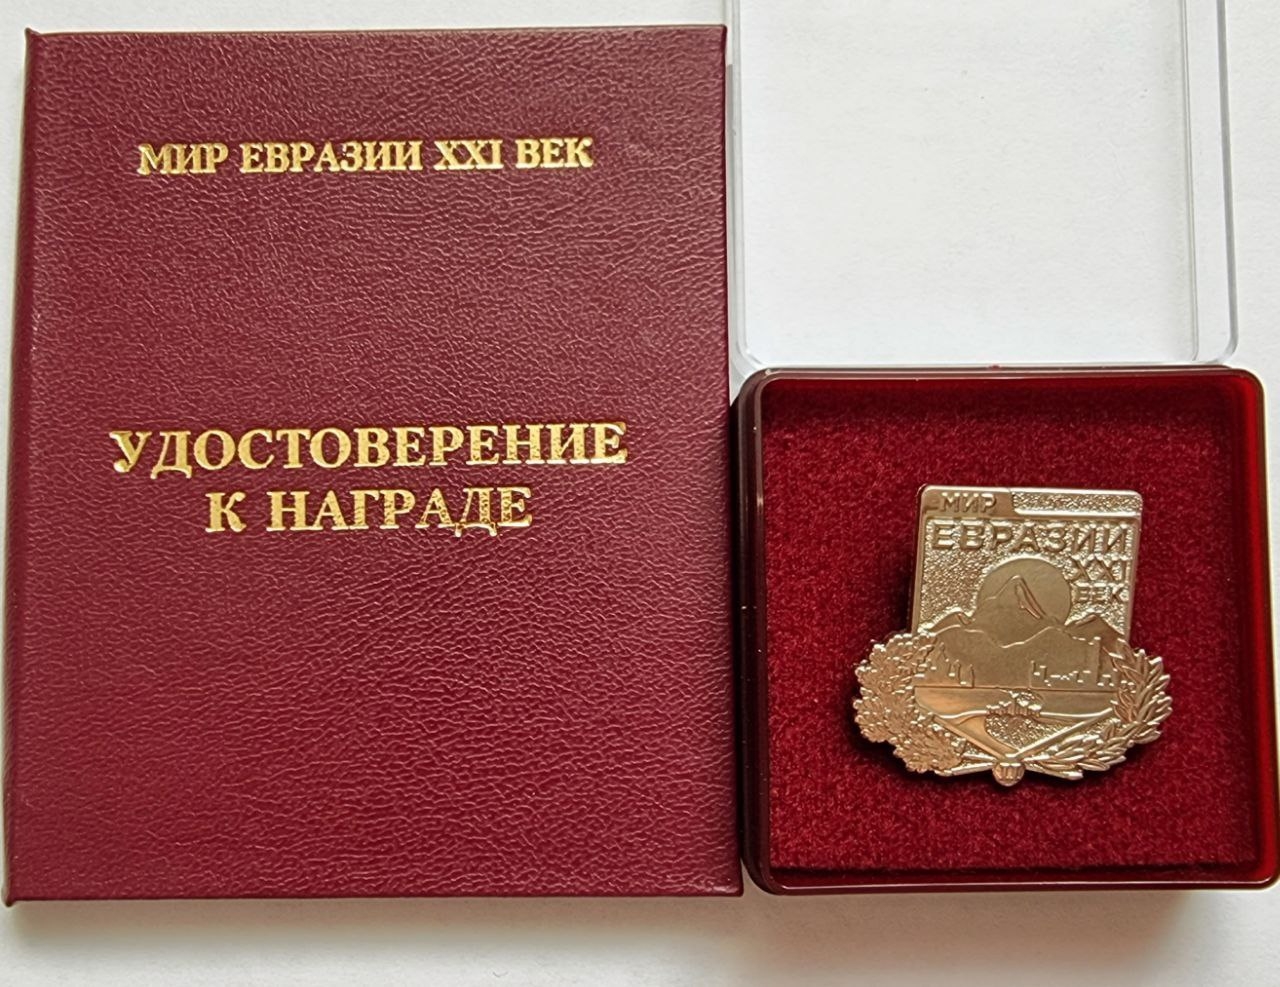 МИР ЕВРАЗИИ XXI ВЕК
УДОСТОВЕРЕНИЕ
К НАГРАДЕ
МИР
ЕВРАЗИИ
XXI
ВЕК